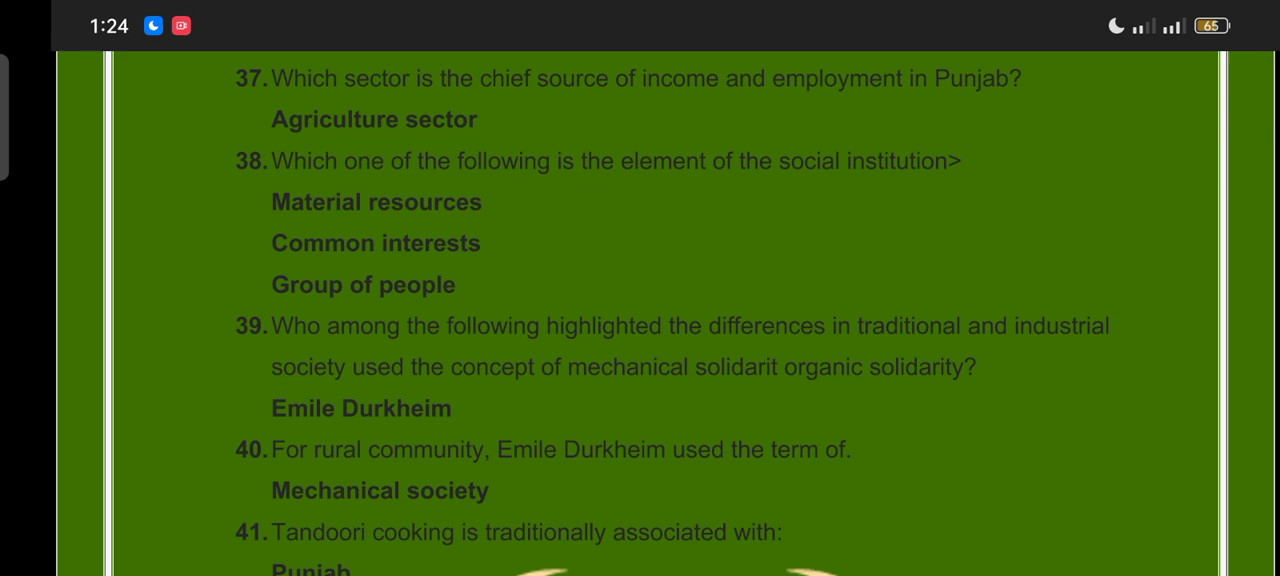 1:24
65
37. Which sector is the chief source of income and employment in Punjab?
Agriculture sector
38. Which one of the following is the element of the social institution>
Material resources
Common interests
Group of people
39. Who among the following highlighted the differences in traditional and industrial
society used the concept of mechanical solidarit organic solidarity?
Emile Durkheim
40. For rural community, Emile Durkheim used the term of.
Mechanical society
41. Tandoori cooking is traditionally associated with:
Punjab